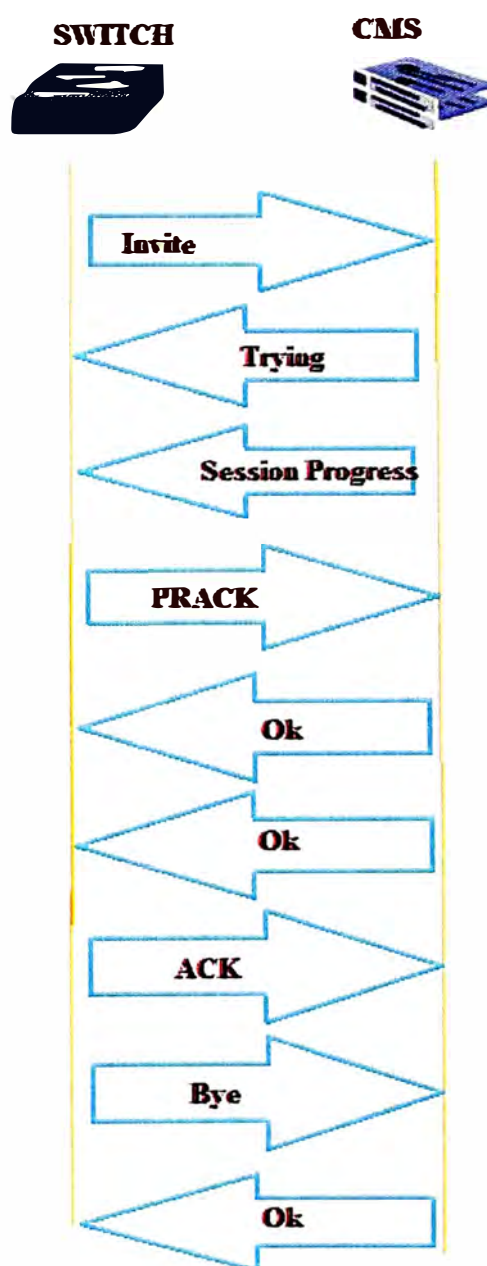 SWITCH CMS
Invite
Trying
Session Progress
PRACK
Ok
Ok
ACK
Bye
Ok